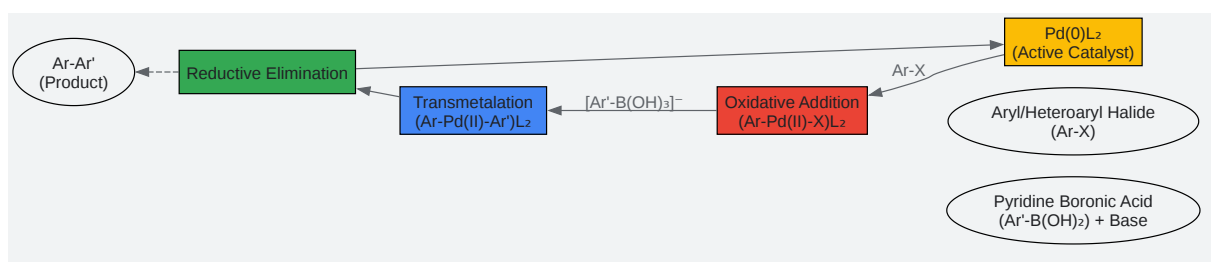 Ar-Ar'
(Product)
Reductive Elimination
Transmetalation
(Ar-Pd(II)-Ar')L₂
[Ar'-B(OH)₃]⁻
Oxidative Addition
(Ar-Pd(II)-X)L₂
Ar-X
Pd(0)L₂
(Active Catalyst)
Aryl/Heteroaryl Halide
(Ar-X)
Pyridine Boronic Acid
(Ar'-B(OH)₂) + Base